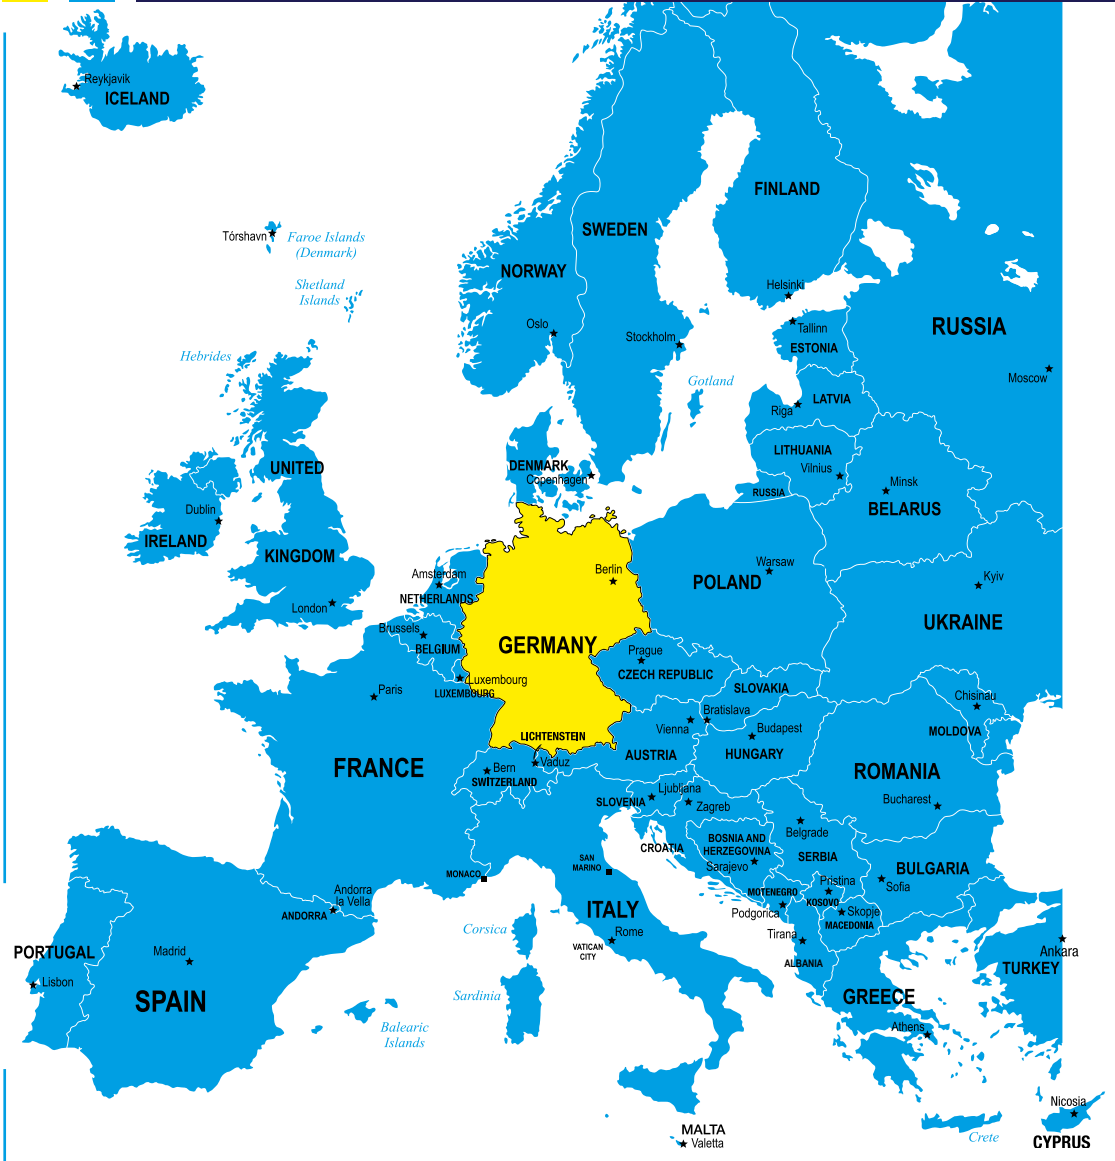 Reykjavik
ICELAND
FINLAND
SWEDEN
Tórshavn
Faroe Islands
(Denmark)
NORWAY
Shetland
Islands
Helsinki
Oslo
Tallinn
RUSSIA
Stockholm
ESTONIA
Hebrides
Moscow
Gotland
LATVIA
Riga
LITHUANIA
UNITED
DENMARK
Vilnius
Copenhagen
Minsk
RUSSIA
Dublin
BELARUS
IRELAND
KINGDOM
Warsaw
Berlin
Amsterdam
Kyiv
POLAND
NETHERLANDS
London
UKRAINE
Brussels
GERMANY
BELGIUM
Prague
CZECH REPUBLIC
Luxembourg
SLOVAKIA
Paris
LUXEMBOURG
Chisinau
Bratislava
Vienna
Budapest
MOLDOVA
LICHTENSTEIN
AUSTRIA
HUNGARY
Vaduz
FRANCE
Bern
ROMANIA
SWITZERLAND
Ljubljana
SLOVENIA
Zagreb
Bucharest
Belgrade
BOSNIA AND
HERZEGOVINA
CROATIA
SERBIA
SAN
MARINO
Sarajevo
BULGARIA
MONACO
Pristina
Sofia
Andorra
la Vella
MOTENEGRO
KOSOVO
ITALY
Podgorica
Skopje
ANDORRA
MACEDONIA
Corsica
Rome
Tirana
VATICAN
CITY
PORTUGAL
Madrid
Ankara
ALBANIA
TURKEY
Lisbon
Sardinia
GREECE
SPAIN
Balearic
Islands
Athens
Nicosia
MALTA
Valetta
Crete
CYPRUS